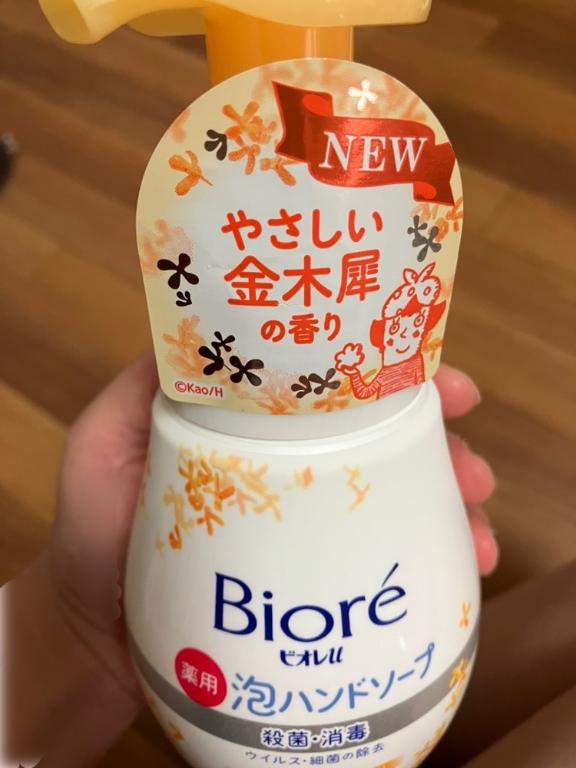 NEW
やさしい
金木犀
の香り
©Kao/H
Bioré
ビオレu
薬用
泡ハンドソープ
殺菌・消毒
ウイルス・細菌の除去